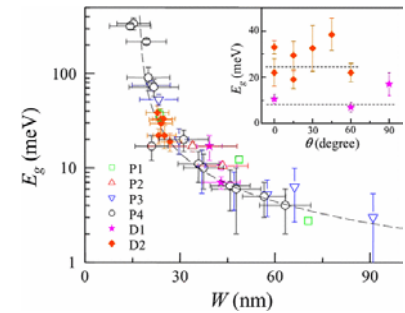 E_g (meV)
100
10
1
0 30 60 90
W (nm)
P1
P2
P3
P4
D1
D2
E_g (meV)
40
20
0
0 30 60 90
θ (degree)